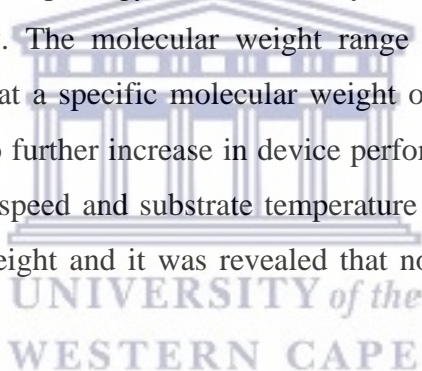 . The molecular weight range
at a specific molecular weight o
further increase in device perfor
speed and substrate temperature
eight and it was revealed that no
UNIVERSITY of the
WESTERN CAPE